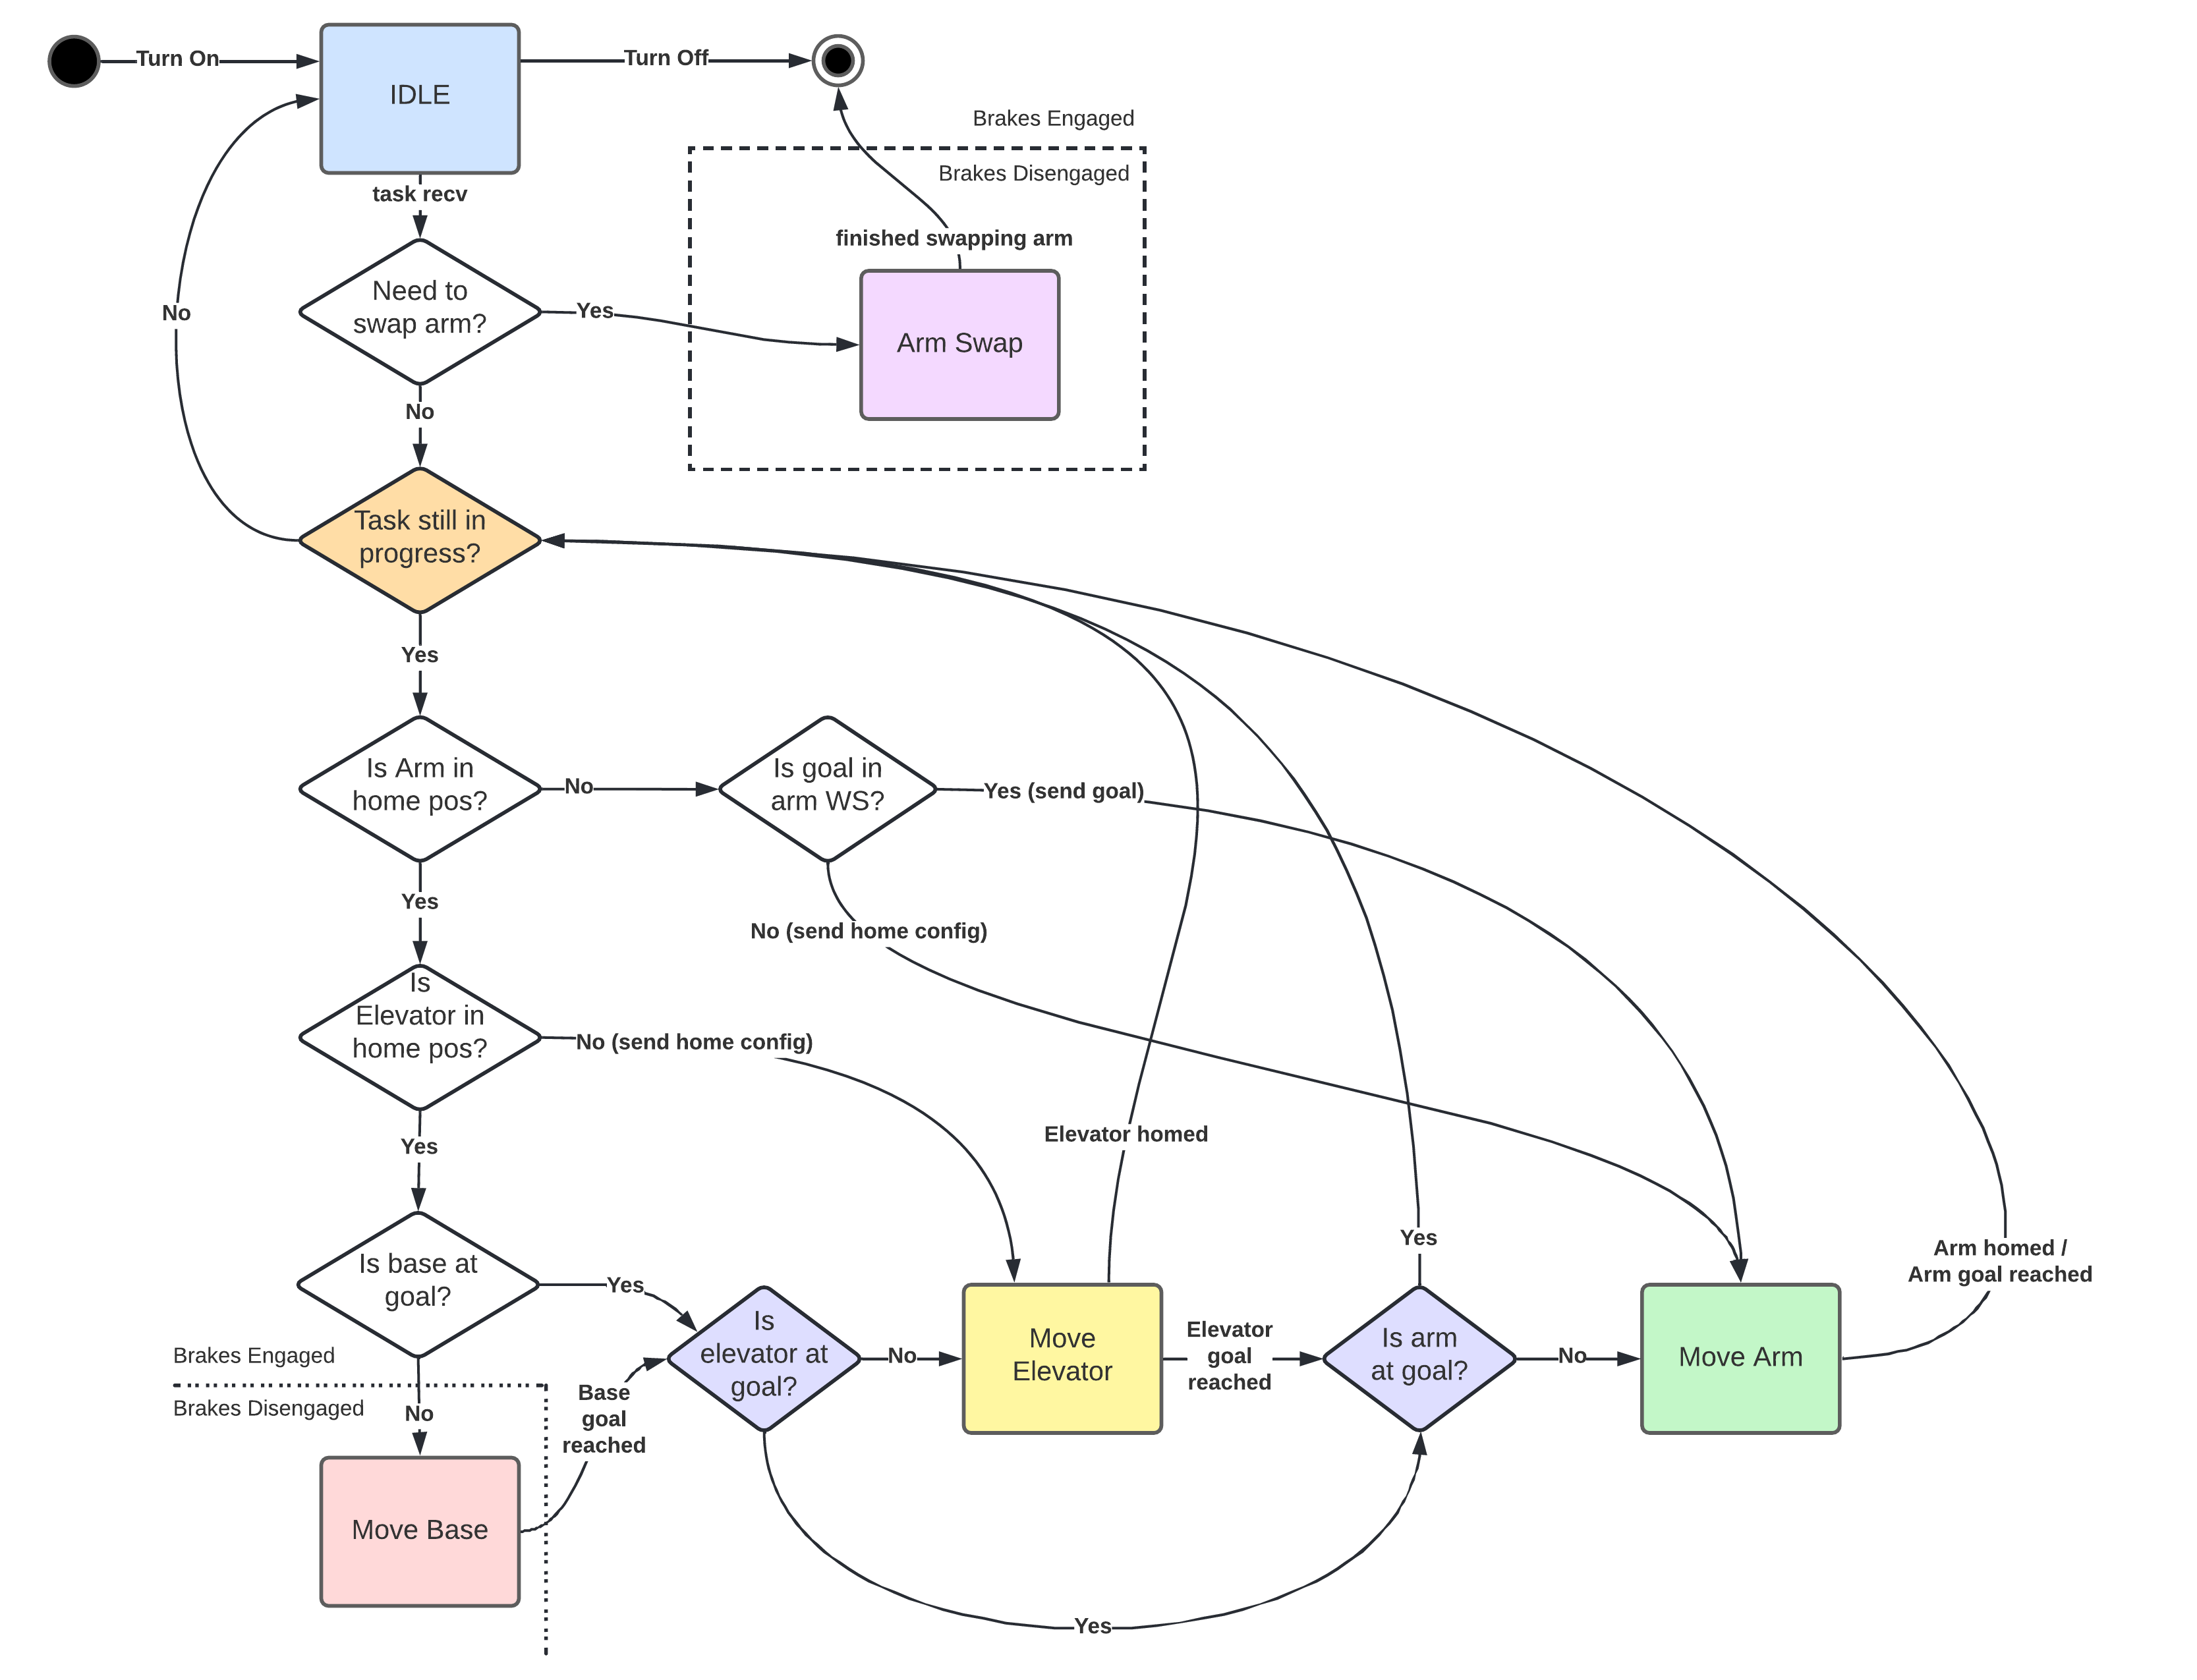 Turn On
IDLE
Turn Off
Brakes Engaged
Brakes Disengaged
task recv
finished swapping arm
Need to
swap arm?
Yes
Arm Swap
No
No
Task still in
progress?
Yes
Is Arm in
home pos?
No
Is goal in
arm WS?
Yes (send goal)
Yes
No (send home config)
Is
Elevator in
home pos?
No (send home config)
Elevator homed
Yes
Yes
Arm homed /
Arm goal reached
Is base at
goal?
Yes
Is
elevator at
goal?
No
Move
Elevator
Elevator
goal
reached
Is arm
at goal?
No
Move Arm
Brakes Engaged
Brakes Disengaged
No
Base
goal
reached
Move Base
Yes